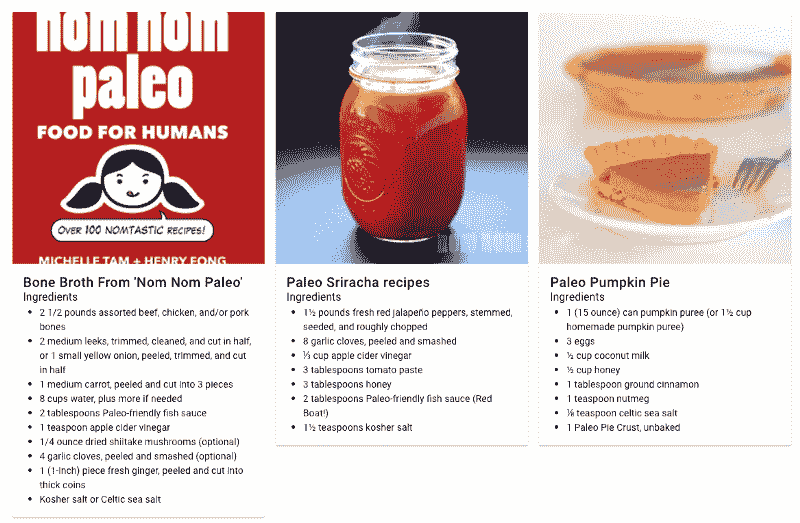 nom nom
paleo
FOOD FOR HUMANS
OVER 100 NOMTASTIC RECIPES!
MICHELLE TAM + HENRY FONG
Bone Broth From 'Nom Nom Paleo'
Ingredients
2 1/2 pounds assorted beef, chicken, and/or pork
bones
2 medium leeks, trimmed, cleaned, and cut in half,
or 1 small yellow onion, peeled, trimmed, and cut
in half
1 medium carrot, peeled and cut into 3 pieces
8 cups water, plus more if needed
2 tablespoons Paleo-friendly fish sauce
1 teaspoon apple cider vinegar
1/4 ounce dried shiitake mushrooms (optional)
4 garlic cloves, peeled and smashed (optional)
1 (1-inch) piece fresh ginger, peeled and cut into
thick coins
Kosher salt or Celtic sea salt
Paleo Sriracha recipes
Ingredients
1½ pounds fresh red jalapeño peppers, stemmed,
seeded, and roughly chopped
8 garlic cloves, peeled and smashed
⅓ cup apple cider vinegar
3 tablespoons tomato paste
3 tablespoons honey
2 tablespoons Paleo-friendly fish sauce (Red
Boat!)
1½ teaspoons kosher salt
Paleo Pumpkin Pie
Ingredients
1 (15 ounce) can pumpkin puree (or 1½ cup
homemade pumpkin puree)
3 eggs
½ cup coconut milk
½ cup honey
1 tablespoon ground cinnamon
1 teaspoon nutmeg
⅛ teaspoon celtic sea salt
1 Paleo Pie Crust, unbaked